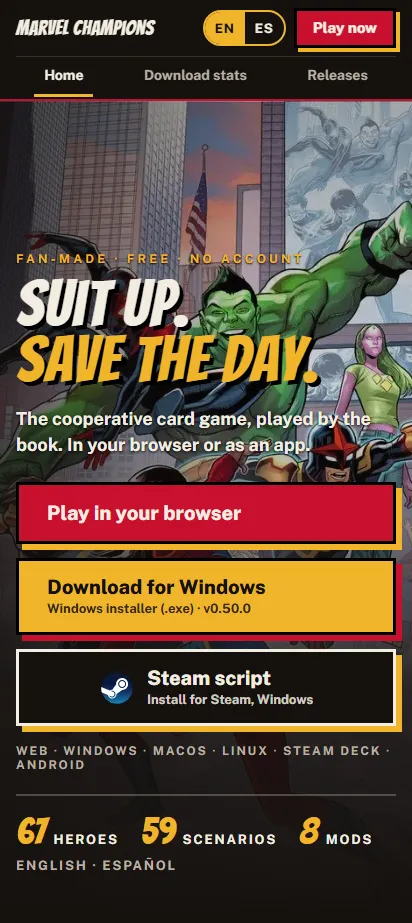 MARVEL CHAMPIONS
EN ES
Play now
Home Download stats Releases
FAN-MADE · FREE · NO ACCOUNT
SUIT UP.
SAVE THE DAY.
The cooperative card game, played by the
book. In your browser or as an app.
Play in your browser
Download for Windows
Windows installer (.exe) · v0.50.0
Steam script
Install for Steam, Windows
WEB · WINDOWS · MACOS · LINUX · STEAM DECK ·
ANDROID
67 HEROES 59 SCENARIOS 8 MODS
ENGLISH · ESPAÑOL